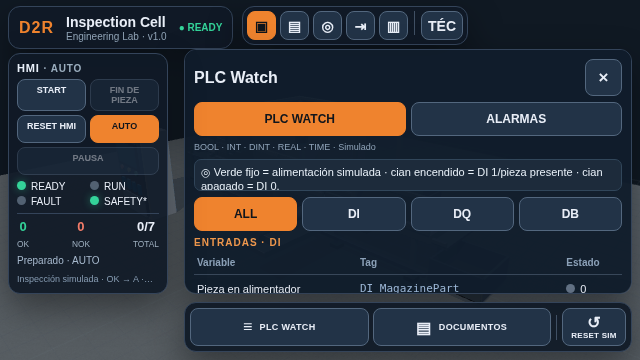 D2R
Inspection Cell
Engineering Lab · v1.0
● READY
TÉC
HMI · AUTO
START
FIN DE
PIEZA
RESET HMI
AUTO
PAUSA
READY
RUN
FAULT
SAFETY*
0
0
0/7
OK
NOK
TOTAL
Preparado · AUTO
Inspección simulada · OK → A ·…
PLC Watch
×
PLC WATCH
ALARMAS
BOOL · INT · DINT · REAL · TIME · Simulado
◎ Verde fijo = alimentación simulada · cian encendido = DI 1/pieza presente · cian
apagado = DI 0.
ALL
DI
DQ
DB
ENTRADAS · DI
Variable
Tag
Estado
Pieza en alimentador
DI_MagazinePart
0
≡ PLC WATCH
▤ DOCUMENTOS
↺
RESET SIM